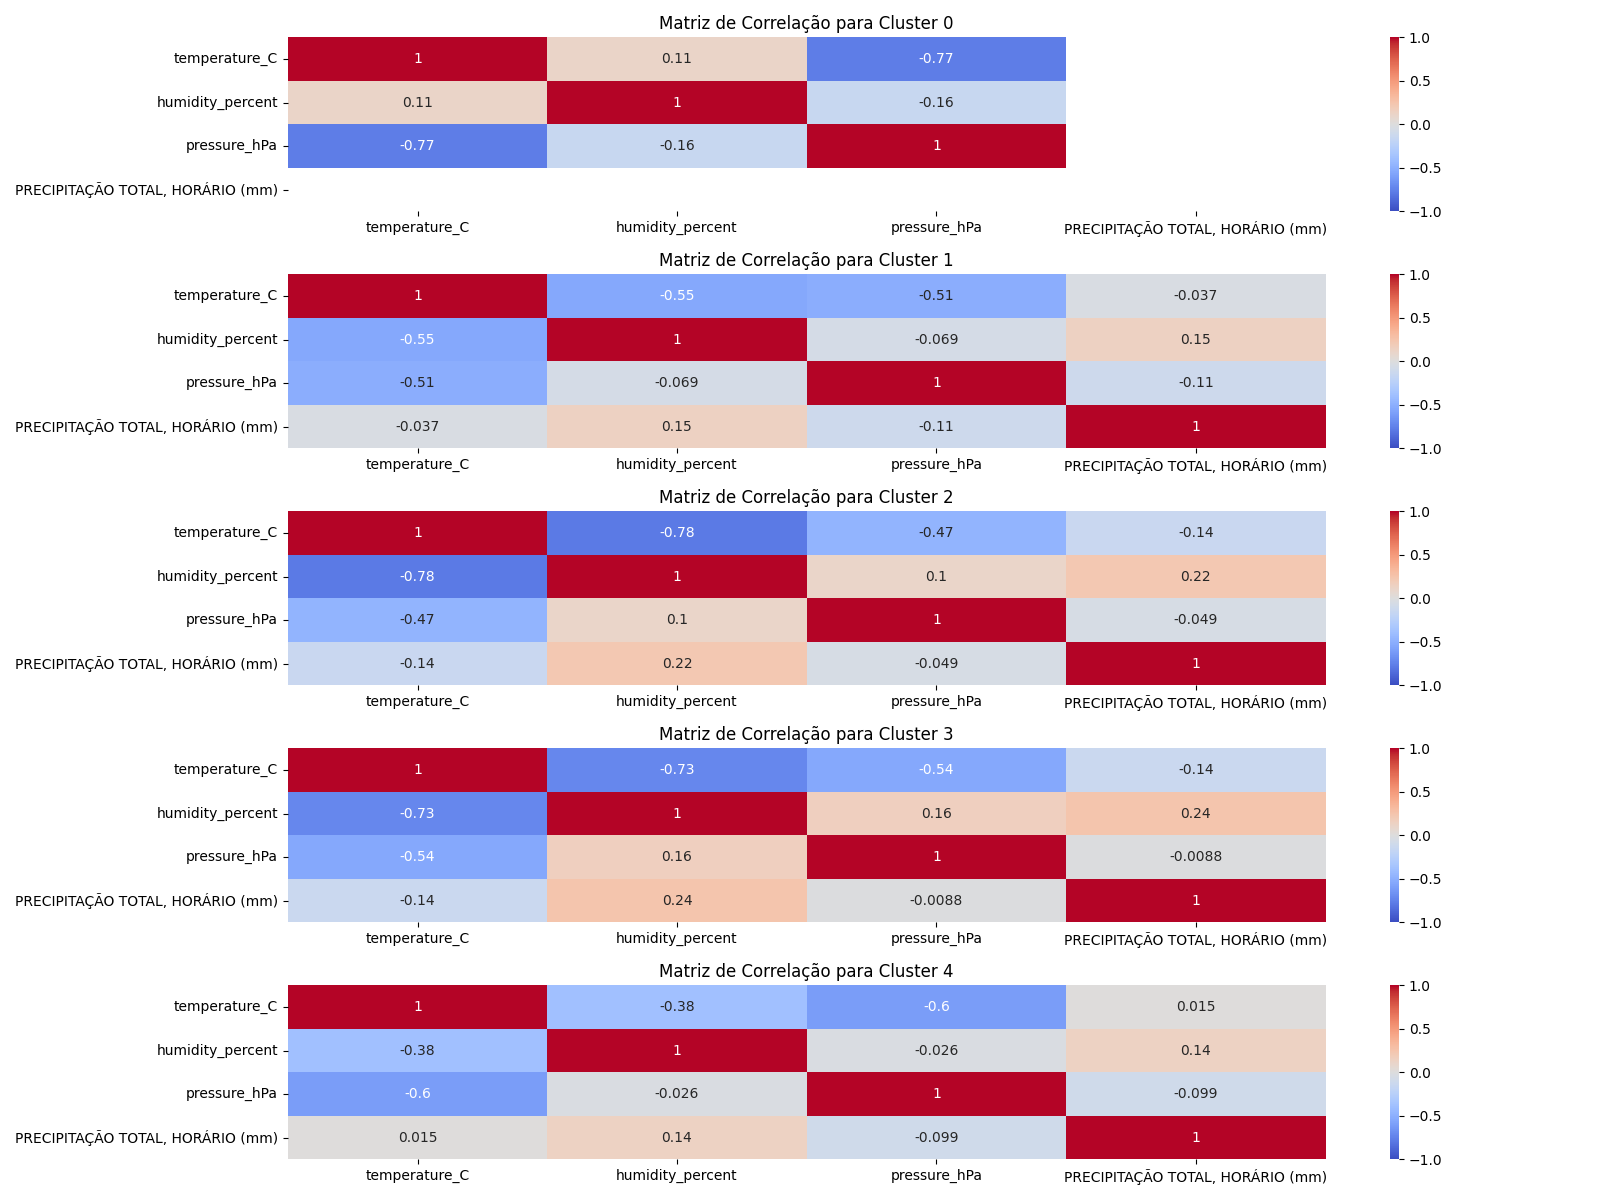 Matriz de Correlação para Cluster 0
temperature_C 1 0.11 -0.77
humidity_percent 0.11 1 -0.16
pressure_hPa -0.77 -0.16 1
PRECIPITAÇÃO TOTAL, HORÁRIO (mm)
temperature_C humidity_percent pressure_hPa PRECIPITAÇÃO TOTAL, HORÁRIO (mm)
1.0
0.5
0.0
−0.5
−1.0
Matriz de Correlação para Cluster 1
temperature_C 1 -0.55 -0.51 -0.037
humidity_percent -0.55 1 -0.069 0.15
pressure_hPa -0.51 -0.069 1 -0.11
PRECIPITAÇÃO TOTAL, HORÁRIO (mm) -0.037 0.15 -0.11 1
temperature_C humidity_percent pressure_hPa PRECIPITAÇÃO TOTAL, HORÁRIO (mm)
1.0
0.5
0.0
−0.5
−1.0
Matriz de Correlação para Cluster 2
temperature_C 1 -0.78 -0.47 -0.14
humidity_percent -0.78 1 0.1 0.22
pressure_hPa -0.47 0.1 1 -0.049
PRECIPITAÇÃO TOTAL, HORÁRIO (mm) -0.14 0.22 -0.049 1
temperature_C humidity_percent pressure_hPa PRECIPITAÇÃO TOTAL, HORÁRIO (mm)
1.0
0.5
0.0
−0.5
−1.0
Matriz de Correlação para Cluster 3
temperature_C 1 -0.73 -0.54 -0.14
humidity_percent -0.73 1 0.16 0.24
pressure_hPa -0.54 0.16 1 -0.0088
PRECIPITAÇÃO TOTAL, HORÁRIO (mm) -0.14 0.24 -0.0088 1
temperature_C humidity_percent pressure_hPa PRECIPITAÇÃO TOTAL, HORÁRIO (mm)
1.0
0.5
0.0
−0.5
−1.0
Matriz de Correlação para Cluster 4
temperature_C 1 -0.38 -0.6 0.015
humidity_percent -0.38 1 -0.026 0.14
pressure_hPa -0.6 -0.026 1 -0.099
PRECIPITAÇÃO TOTAL, HORÁRIO (mm) 0.015 0.14 -0.099 1
temperature_C humidity_percent pressure_hPa PRECIPITAÇÃO TOTAL, HORÁRIO (mm)
1.0
0.5
0.0
−0.5
−1.0